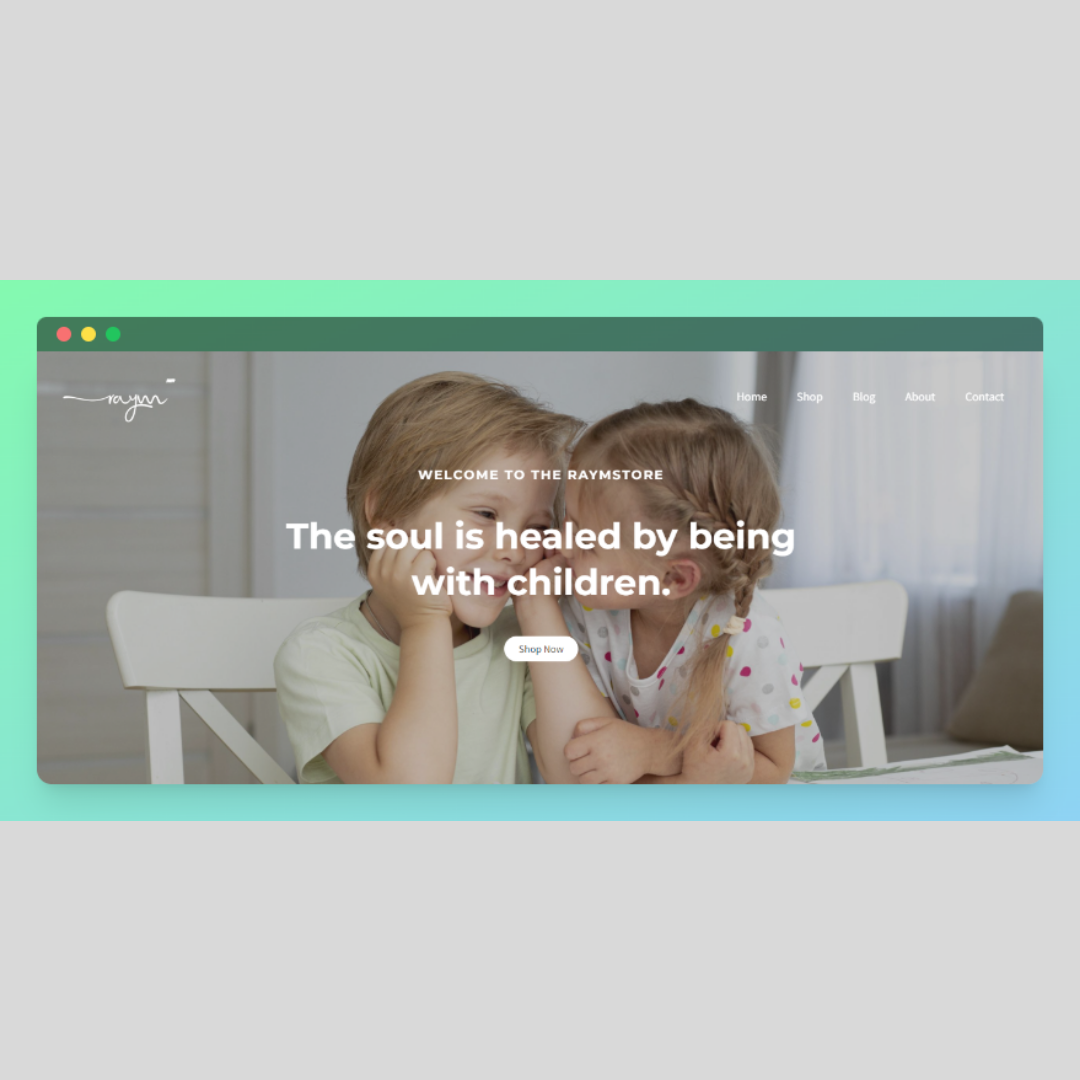 raym
Home Shop Blog About Contact
WELCOME TO THE RAYMSTORE
The soul is healed by being
with children.
Shop Now